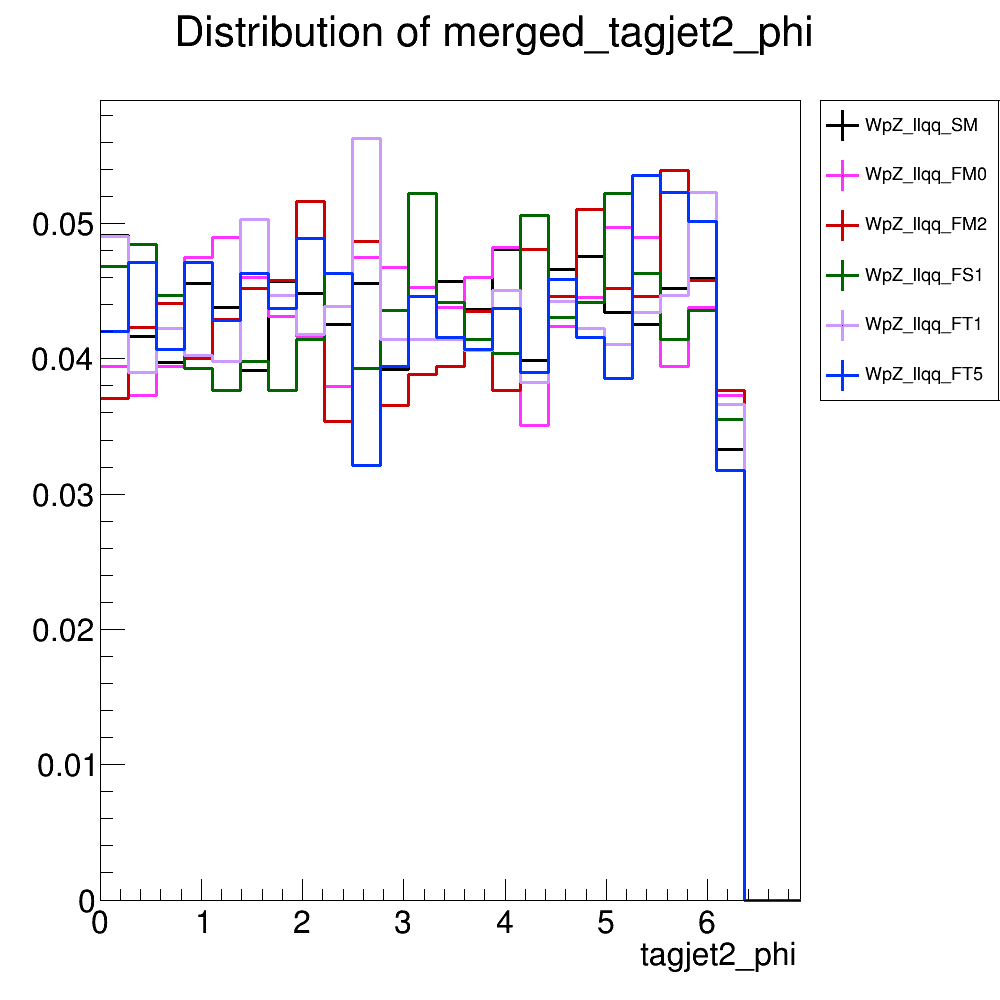 Distribution of merged_tagjet2_phi
WpZ_llqq_SM
WpZ_llqq_FM0
WpZ_llqq_FM2
WpZ_llqq_FS1
WpZ_llqq_FT1
WpZ_llqq_FT5
0.05
0.04
0.03
0.02
0.01
0
0 1 2 3 4 5 6
tagjet2_phi